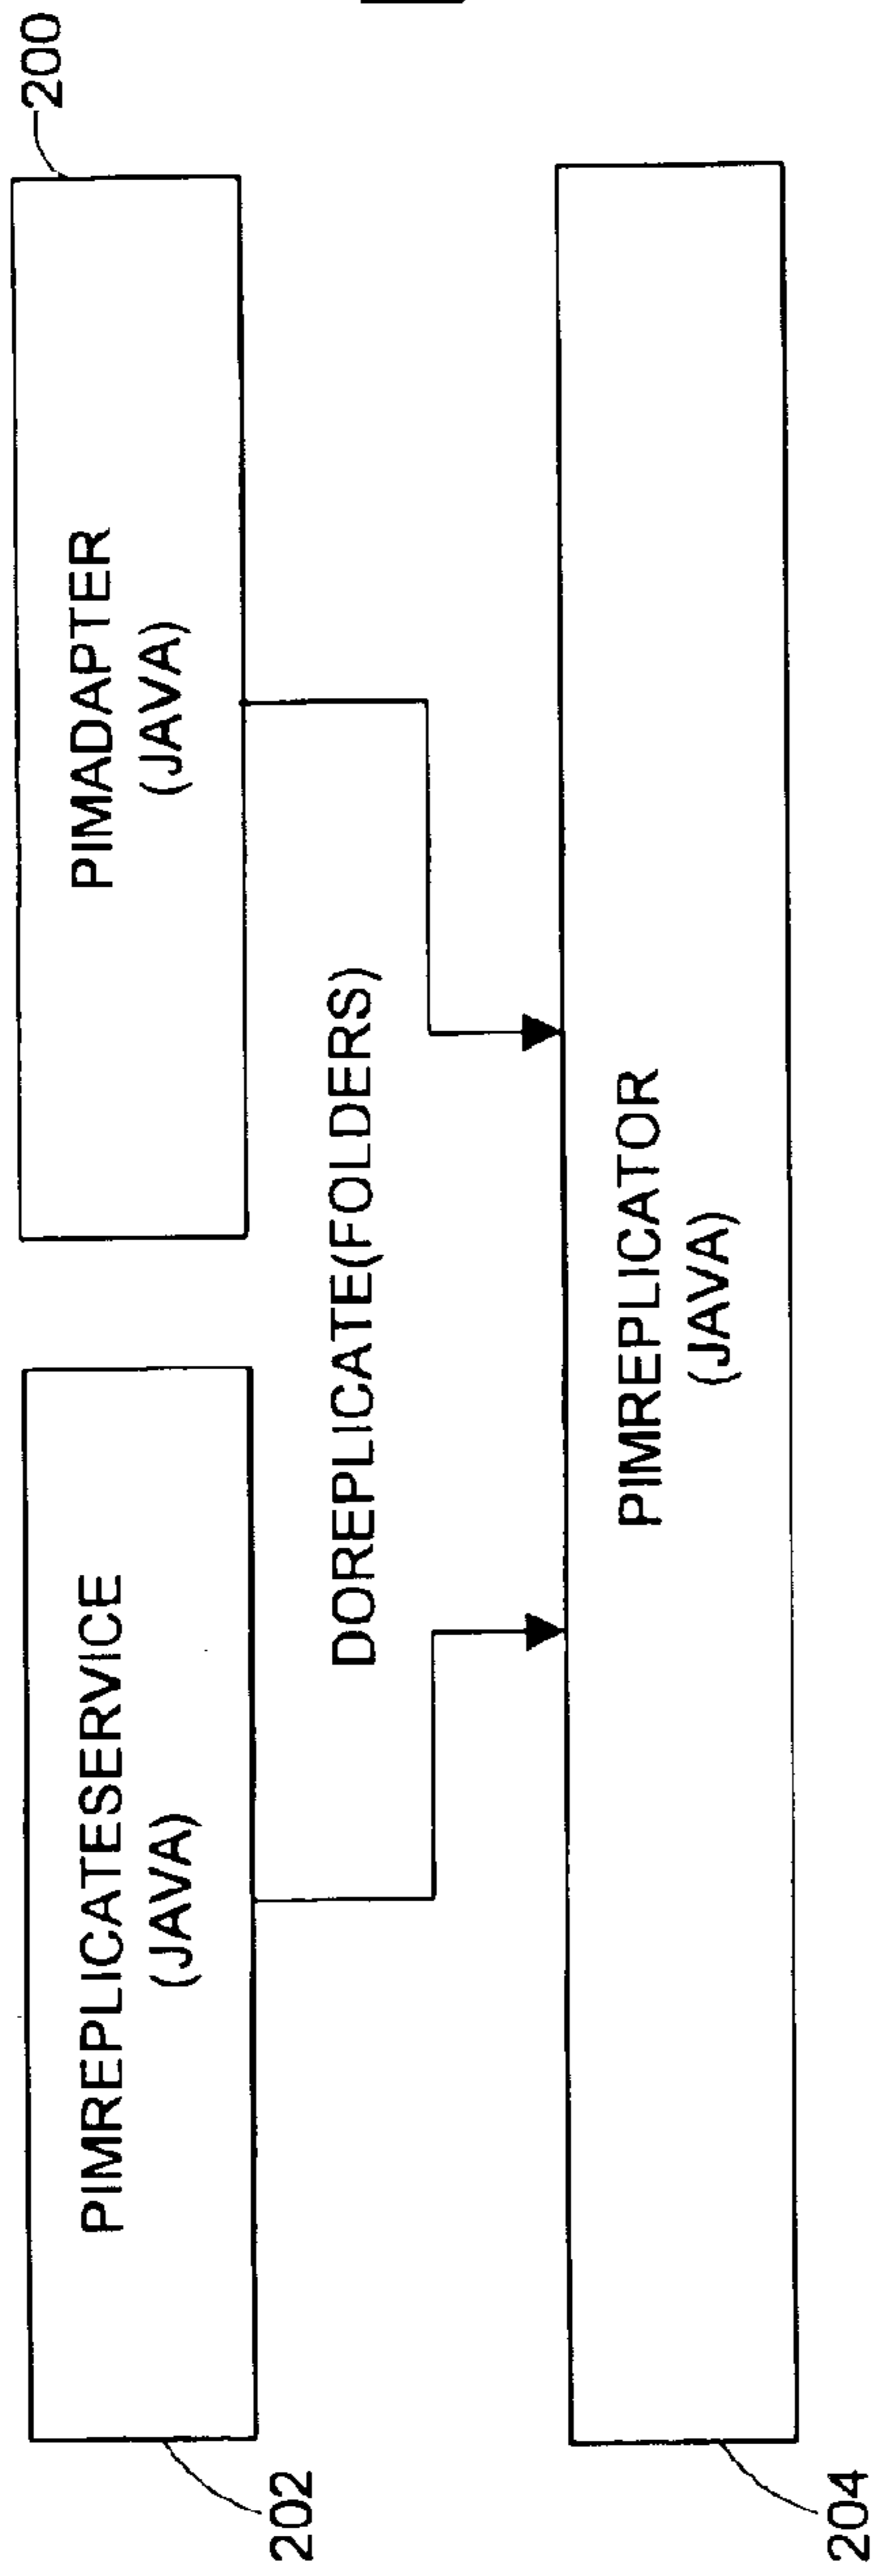 200
PIMREPLICATESERVICE
(JAVA)
PIMADAPTER
(JAVA)
202
DOREPLICATE(FOLDERS)
PIMREPLICATOR
(JAVA)
204